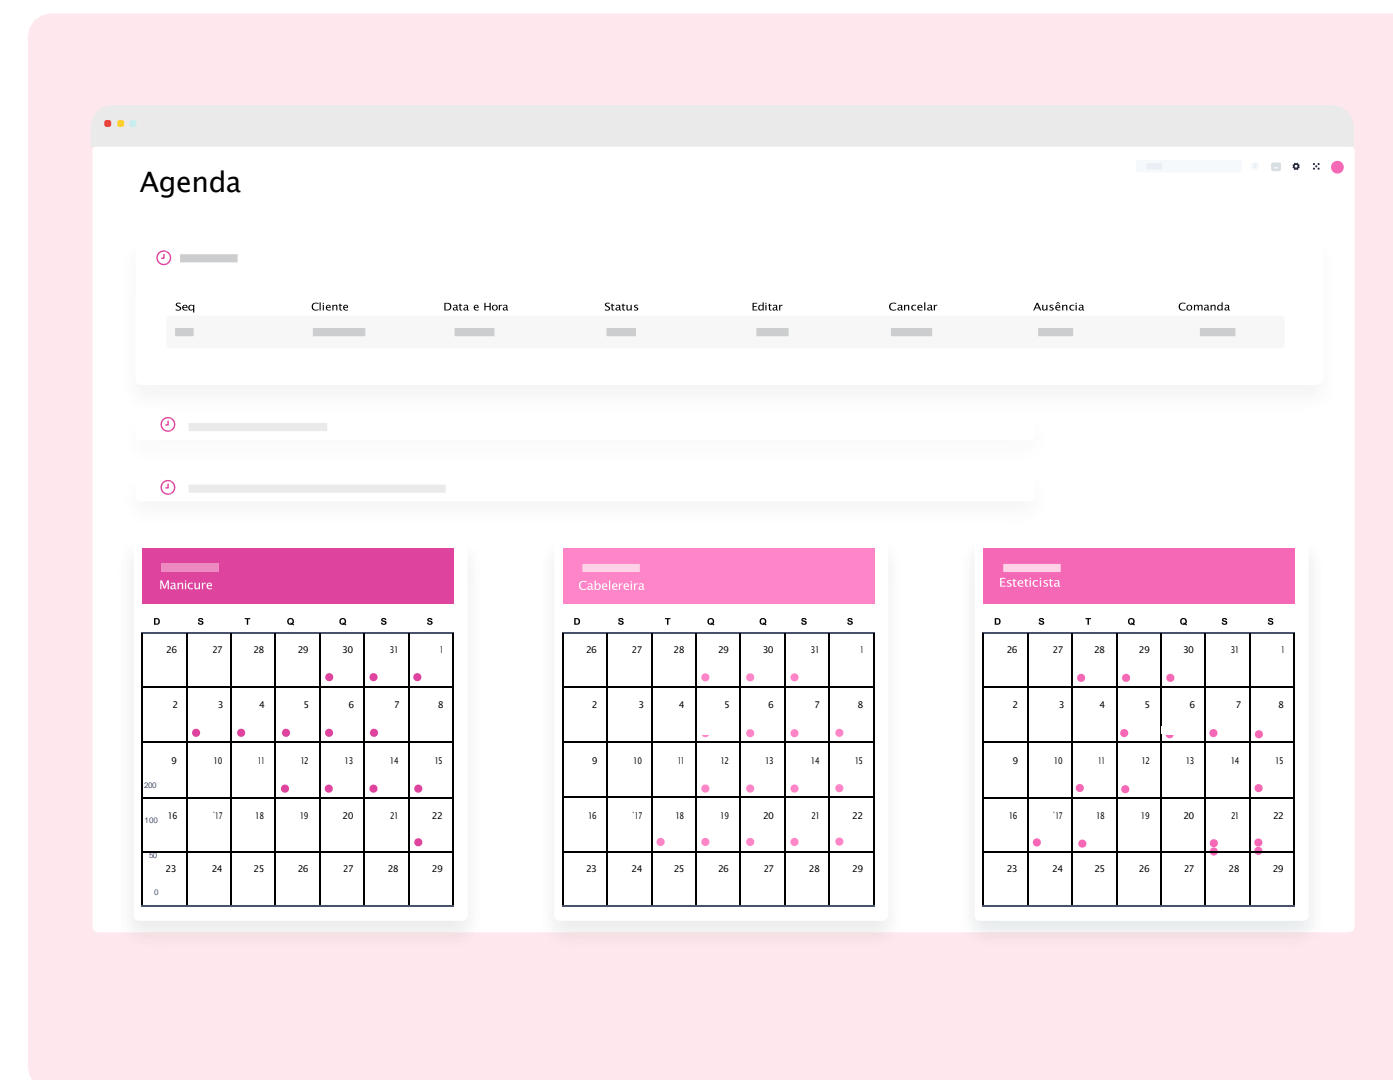 Agenda
Seq Cliente Data e Hora Status Editar Cancelar Ausência Comanda
Manicure
D S T Q Q S S
26 27 28 29 30 31 1
2 3 4 5 6 7 8
9 10 11 12 13 14 15
200
16 '17 18 19 20 21 22
100
50
23 24 25 26 27 28 29
0
Cabelereira
D S T Q Q S S
26 27 28 29 30 31 1
2 3 4 5 6 7 8
9 10 11 12 13 14 15
16 '17 18 19 20 21 22
23 24 25 26 27 28 29
Esteticista
D S T Q Q S S
26 27 28 29 30 31 1
2 3 4 5 6 7 8
9 10 11 12 13 14 15
16 '17 18 19 20 21 22
23 24 25 26 27 28 29